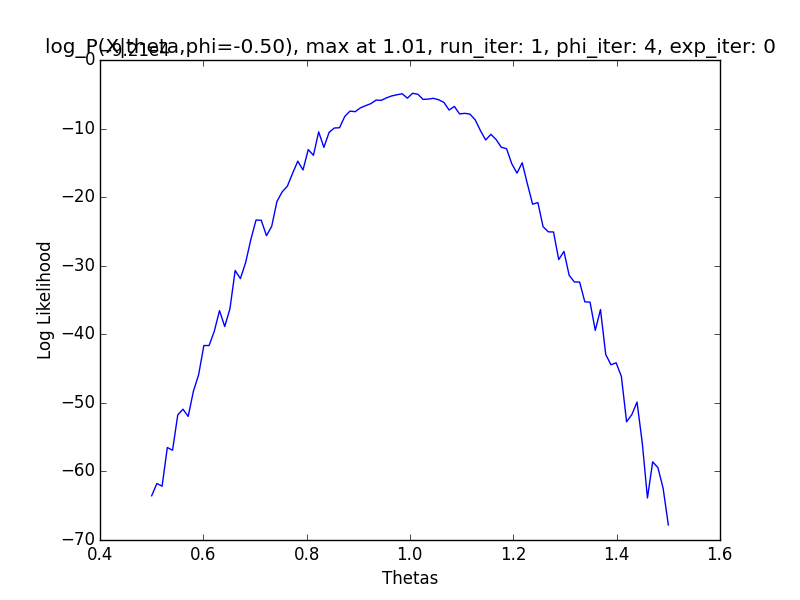 log_P(X|theta,phi=-0.50), max at 1.01, run_iter: 1, phi_iter: 4, exp_iter: 0
−9.21e4
0
−10
−20
−30
−40
−50
−60
−70
Log Likelihood
0.4 0.6 0.8 1.0 1.2 1.4 1.6
Thetas